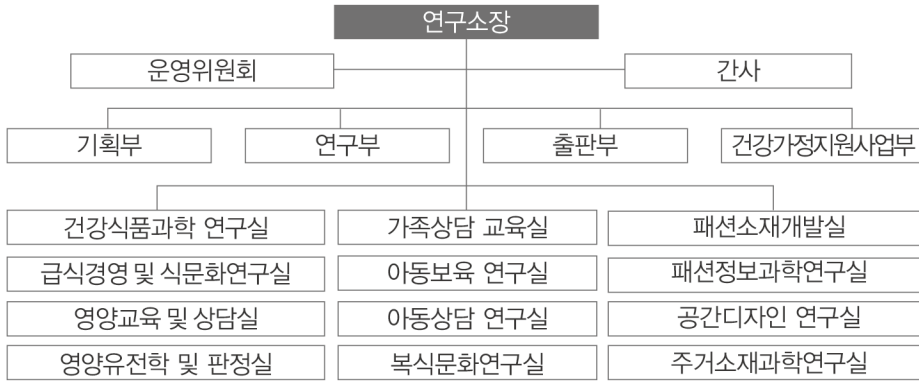 연구소장
운영위원회 간사
기획부 연구부 출판부 건강가정지원사업부
건강식품과학 연구실 가족상담 교육실 패션소재개발실
급식경영 및 식문화연구실 아동보육 연구실 패션정보과학연구실
영양교육 및 상담실 아동상담 연구실 공간디자인 연구실
영양유전학 및 판정실 복식문화연구실 주거소재과학연구실